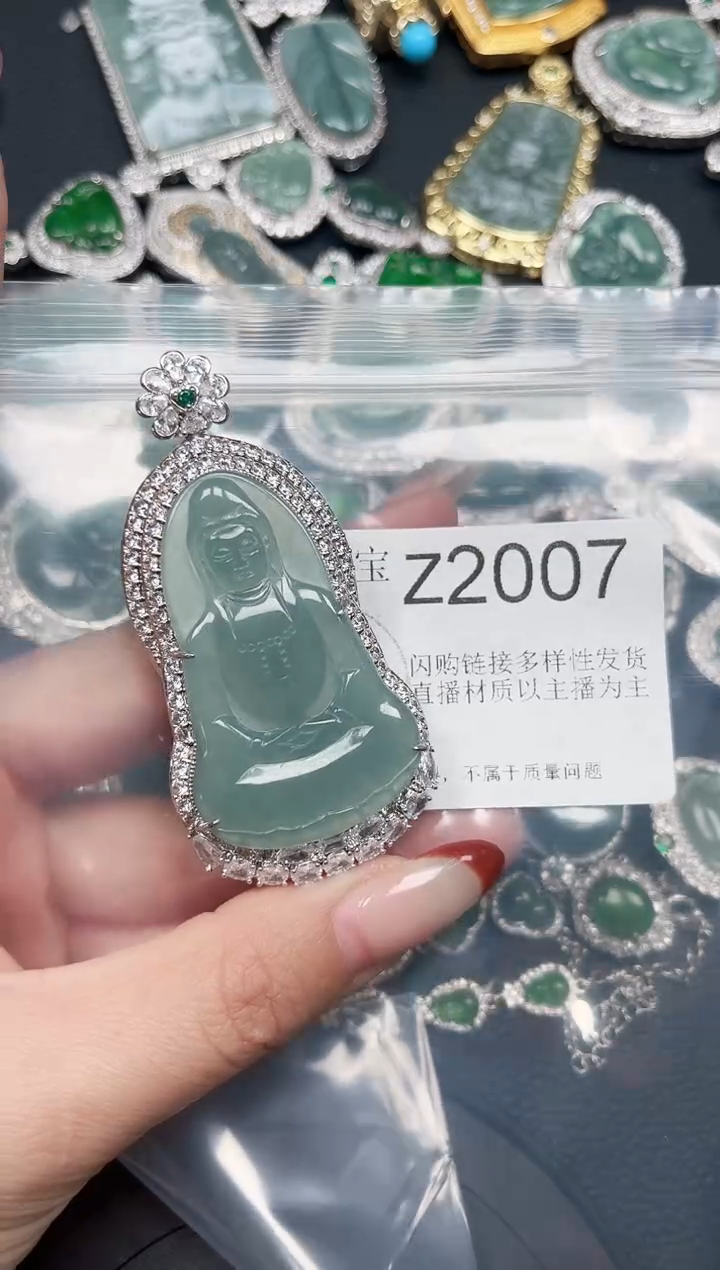 宝 Z2007
闪购链接多样性发货
直播材质以主播为主
，不属于质量问题